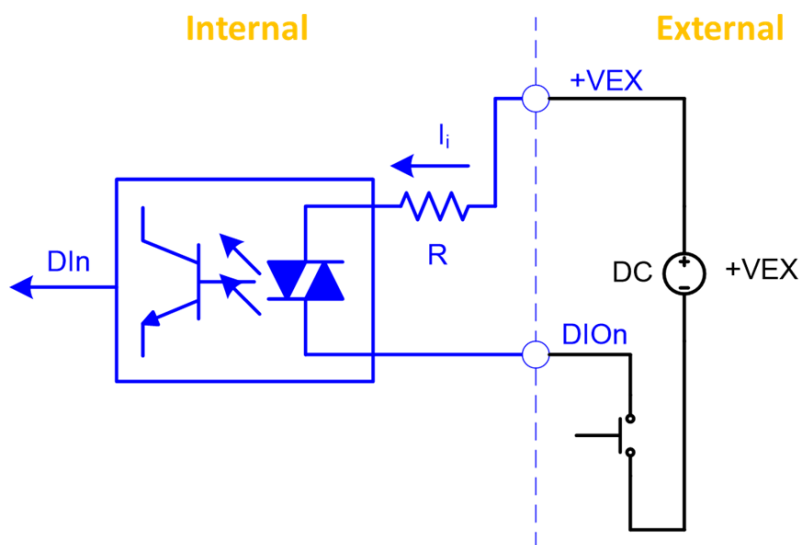 Internal
External
+VEX
Ii
R
DIn
DC
+VEX
DIOn